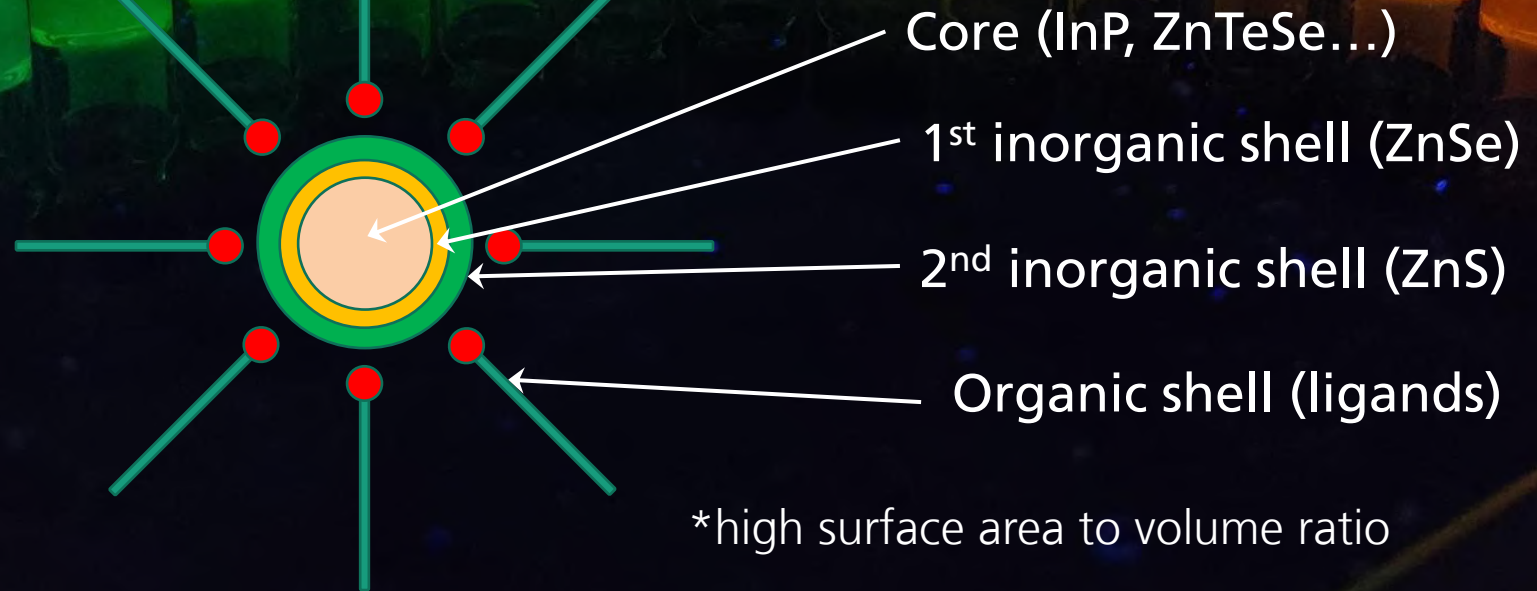 Core (InP, ZnTeSe…)
1st inorganic shell (ZnSe)
2nd inorganic shell (ZnS)
Organic shell (ligands)
*high surface area to volume ratio